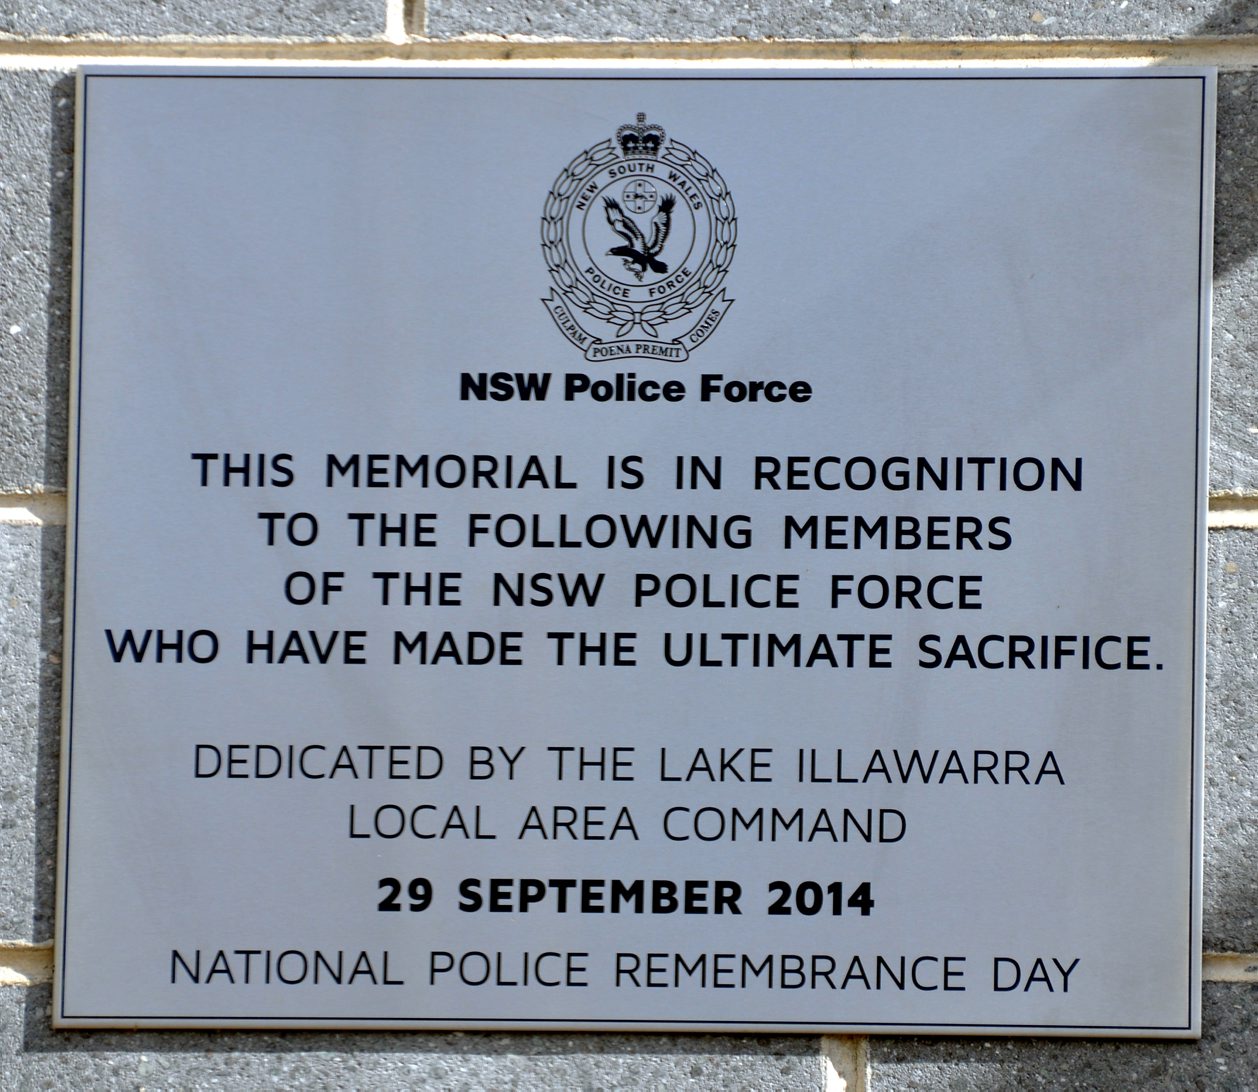 NEW SOUTH WALES
POLICE FORCE
CULPAM POENA PREMIT COMES
NSW Police Force
THIS MEMORIAL IS IN RECOGNITION
TO THE FOLLOWING MEMBERS
OF THE NSW POLICE FORCE
WHO HAVE MADE THE ULTIMATE SACRIFICE.
DEDICATED BY THE LAKE ILLAWARRA
LOCAL AREA COMMAND
29 SEPTEMBER 2014
NATIONAL POLICE REMEMBRANCE DAY